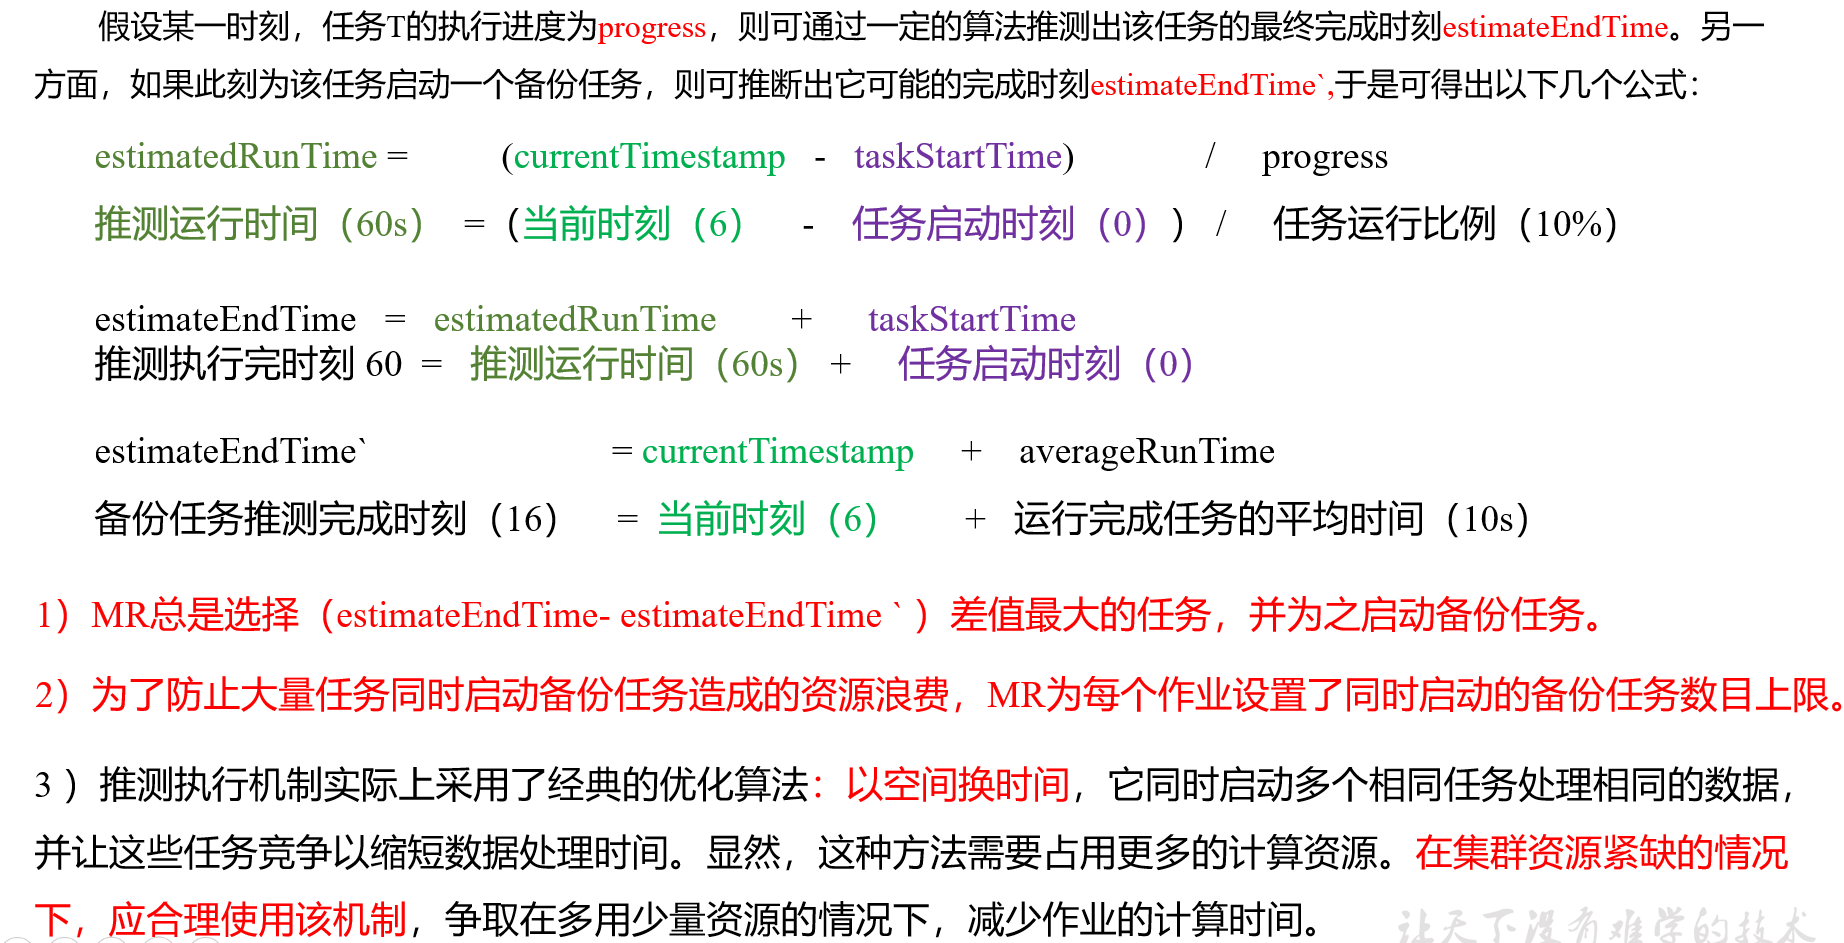 假设某一时刻，任务T的执行进度为progress，则可通过一定的算法推测出该任务的最终完成时刻estimateEndTime。另一
方面，如果此刻为该任务启动一个备份任务，则可推断出它可能的完成时刻estimateEndTime`,于是可得出以下几个公式：
estimatedRunTime = (currentTimestamp - taskStartTime) / progress
推测运行时间（60s） =（当前时刻（6） - 任务启动时刻（0）） / 任务运行比例（10%）
estimateEndTime = estimatedRunTime + taskStartTime
推测执行完时刻 60 = 推测运行时间（60s） + 任务启动时刻（0）
estimateEndTime` = currentTimestamp + averageRunTime
备份任务推测完成时刻（16） = 当前时刻（6） + 运行完成任务的平均时间（10s）
1）MR总是选择（estimateEndTime- estimateEndTime ` ）差值最大的任务，并为之启动备份任务。
2）为了防止大量任务同时启动备份任务造成的资源浪费，MR为每个作业设置了同时启动的备份任务数目上限。
3 ）推测执行机制实际上采用了经典的优化算法：以空间换时间，它同时启动多个相同任务处理相同的数据，
并让这些任务竞争以缩短数据处理时间。显然，这种方法需要占用更多的计算资源。在集群资源紧缺的情况
下，应合理使用该机制，争取在多用少量资源的情况下，减少作业的计算时间。
让天下没有难学的技术